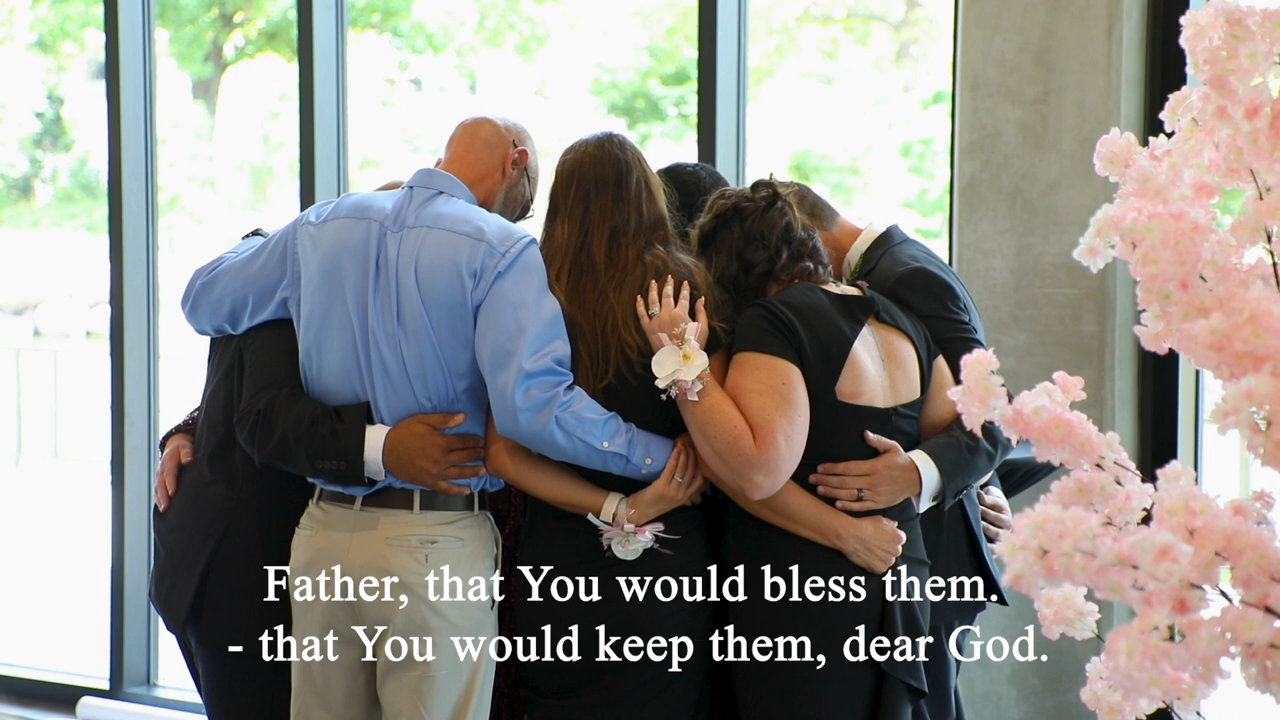 Father, that You would bless them.
- that You would keep them, dear God.